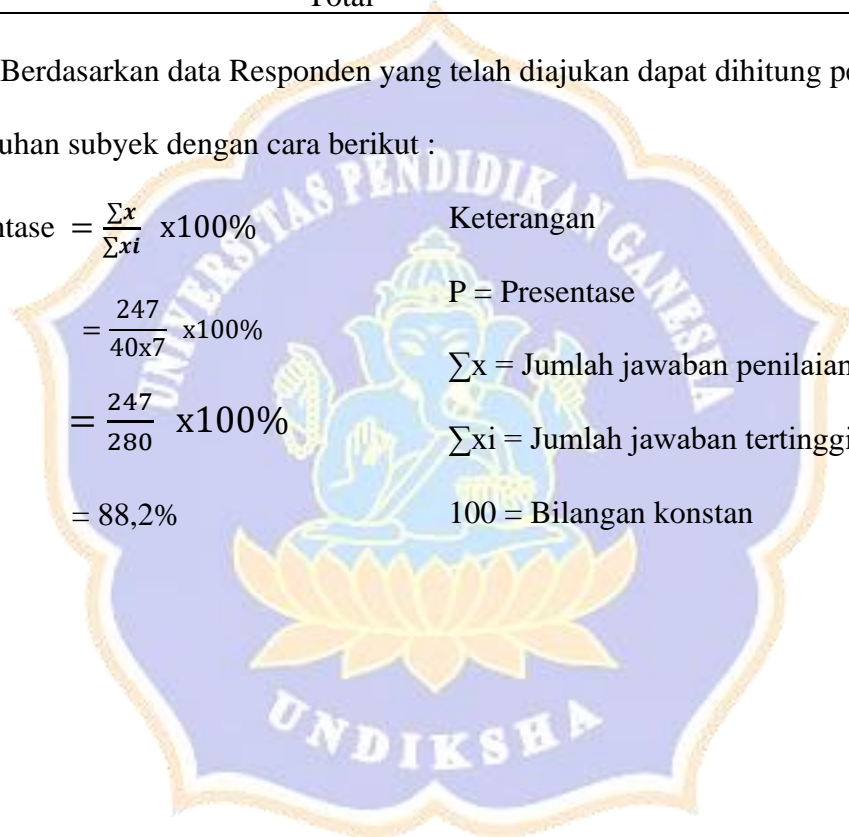 Total
Berdasarkan data Responden yang telah diajukan dapat dihitung pe
uhan subyek dengan cara berikut :
ntase = ∑x/∑xi x100%
= 247/40x7 x100%
= 247/280 x100%
= 88,2%
Keterangan
P = Presentase
∑x = Jumlah jawaban penilaian
∑xi = Jumlah jawaban tertinggi
100 = Bilangan konstan
UNIVERSITAS PENDIDIKAN GANESHA
UNDIKSHA